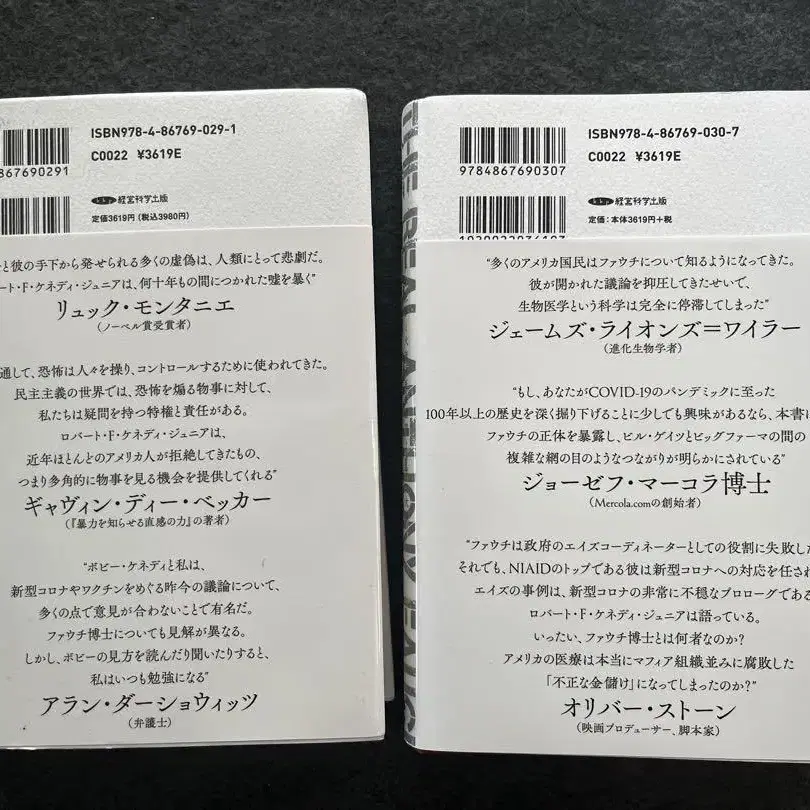 ISBN978-4-86769-029-1
C0022 ¥3619E
867690291
経営科学出版
定価3619円(税込3980円)
と彼の手下から発せられる多くの虚偽は、人類にとって悲劇だ。
ート・F・ケネディ・ジュニアは、何十年もの間につかれた嘘を暴く"
リュック・モンタニエ
(ノーベル賞受賞者)
通して、恐怖は人々を操り、コントロールするために使われてきた。
民主主義の世界では、恐怖を煽る物事に対して、
私たちは疑問を持つ特権と責任がある。
ロバート・F・ケネディ・ジュニアは、
近年ほとんどのアメリカ人が拒絶してきたもの、
つまり多角的に物事を見る機会を提供してくれる"
ギャヴィン・ディー・ベッカー
(『暴力を知らせる直感の力』の著者)
"ボビー・ケネディと私は、
新型コロナやワクチンをめぐる昨今の議論について、
多くの点で意見が合わないことで有名だ。
ファウチ博士についても見解が異なる。
しかし、ボビーの見方を読んだり聞いたりすると、
私はいつも勉強になる"
アラン・ダーショウィッツ
(弁護士)
THE REAL ANTHONY FAUCI
ISBN978-4-86769-030-7
C0022 ¥3619E
9784867690307
経営科学出版
定価:本体3619円+税
"多くのアメリカ国民はファウチについて知るようになってきた。
彼が開かれた議論を抑圧してきたせいで、
生物医学という科学は完全に停滞してしまった"
ジェームズ・ライオンズ=ワイラー
(進化生物学者)
"もし、あなたがCOVID-19のパンデミックに至った
100年以上の歴史を深く掘り下げることに少しでも興味があるなら、本書は
ファウチの正体を暴露し、ビル・ゲイツとビッグファーマの間の
複雑な網の目のようなつながりが明らかにされている"
ジョーゼフ・マーコラ博士
(Mercola.comの創始者)
"ファウチは政府のエイズコーディネーターとしての役割に失敗した
それでも、NIAIDのトップである彼は新型コロナへの対応を任され
エイズの事例は、新型コロナの非常に不穏なプロローグである
ロバート・F・ケネディ・ジュニアは語っている。
いったい、ファウチ博士とは何者なのか?
アメリカの医療は本当にマフィア組織並みに腐敗した
「不正な金儲け」になってしまったのか?"
オリバー・ストーン
(映画プロデューサー、脚本家)